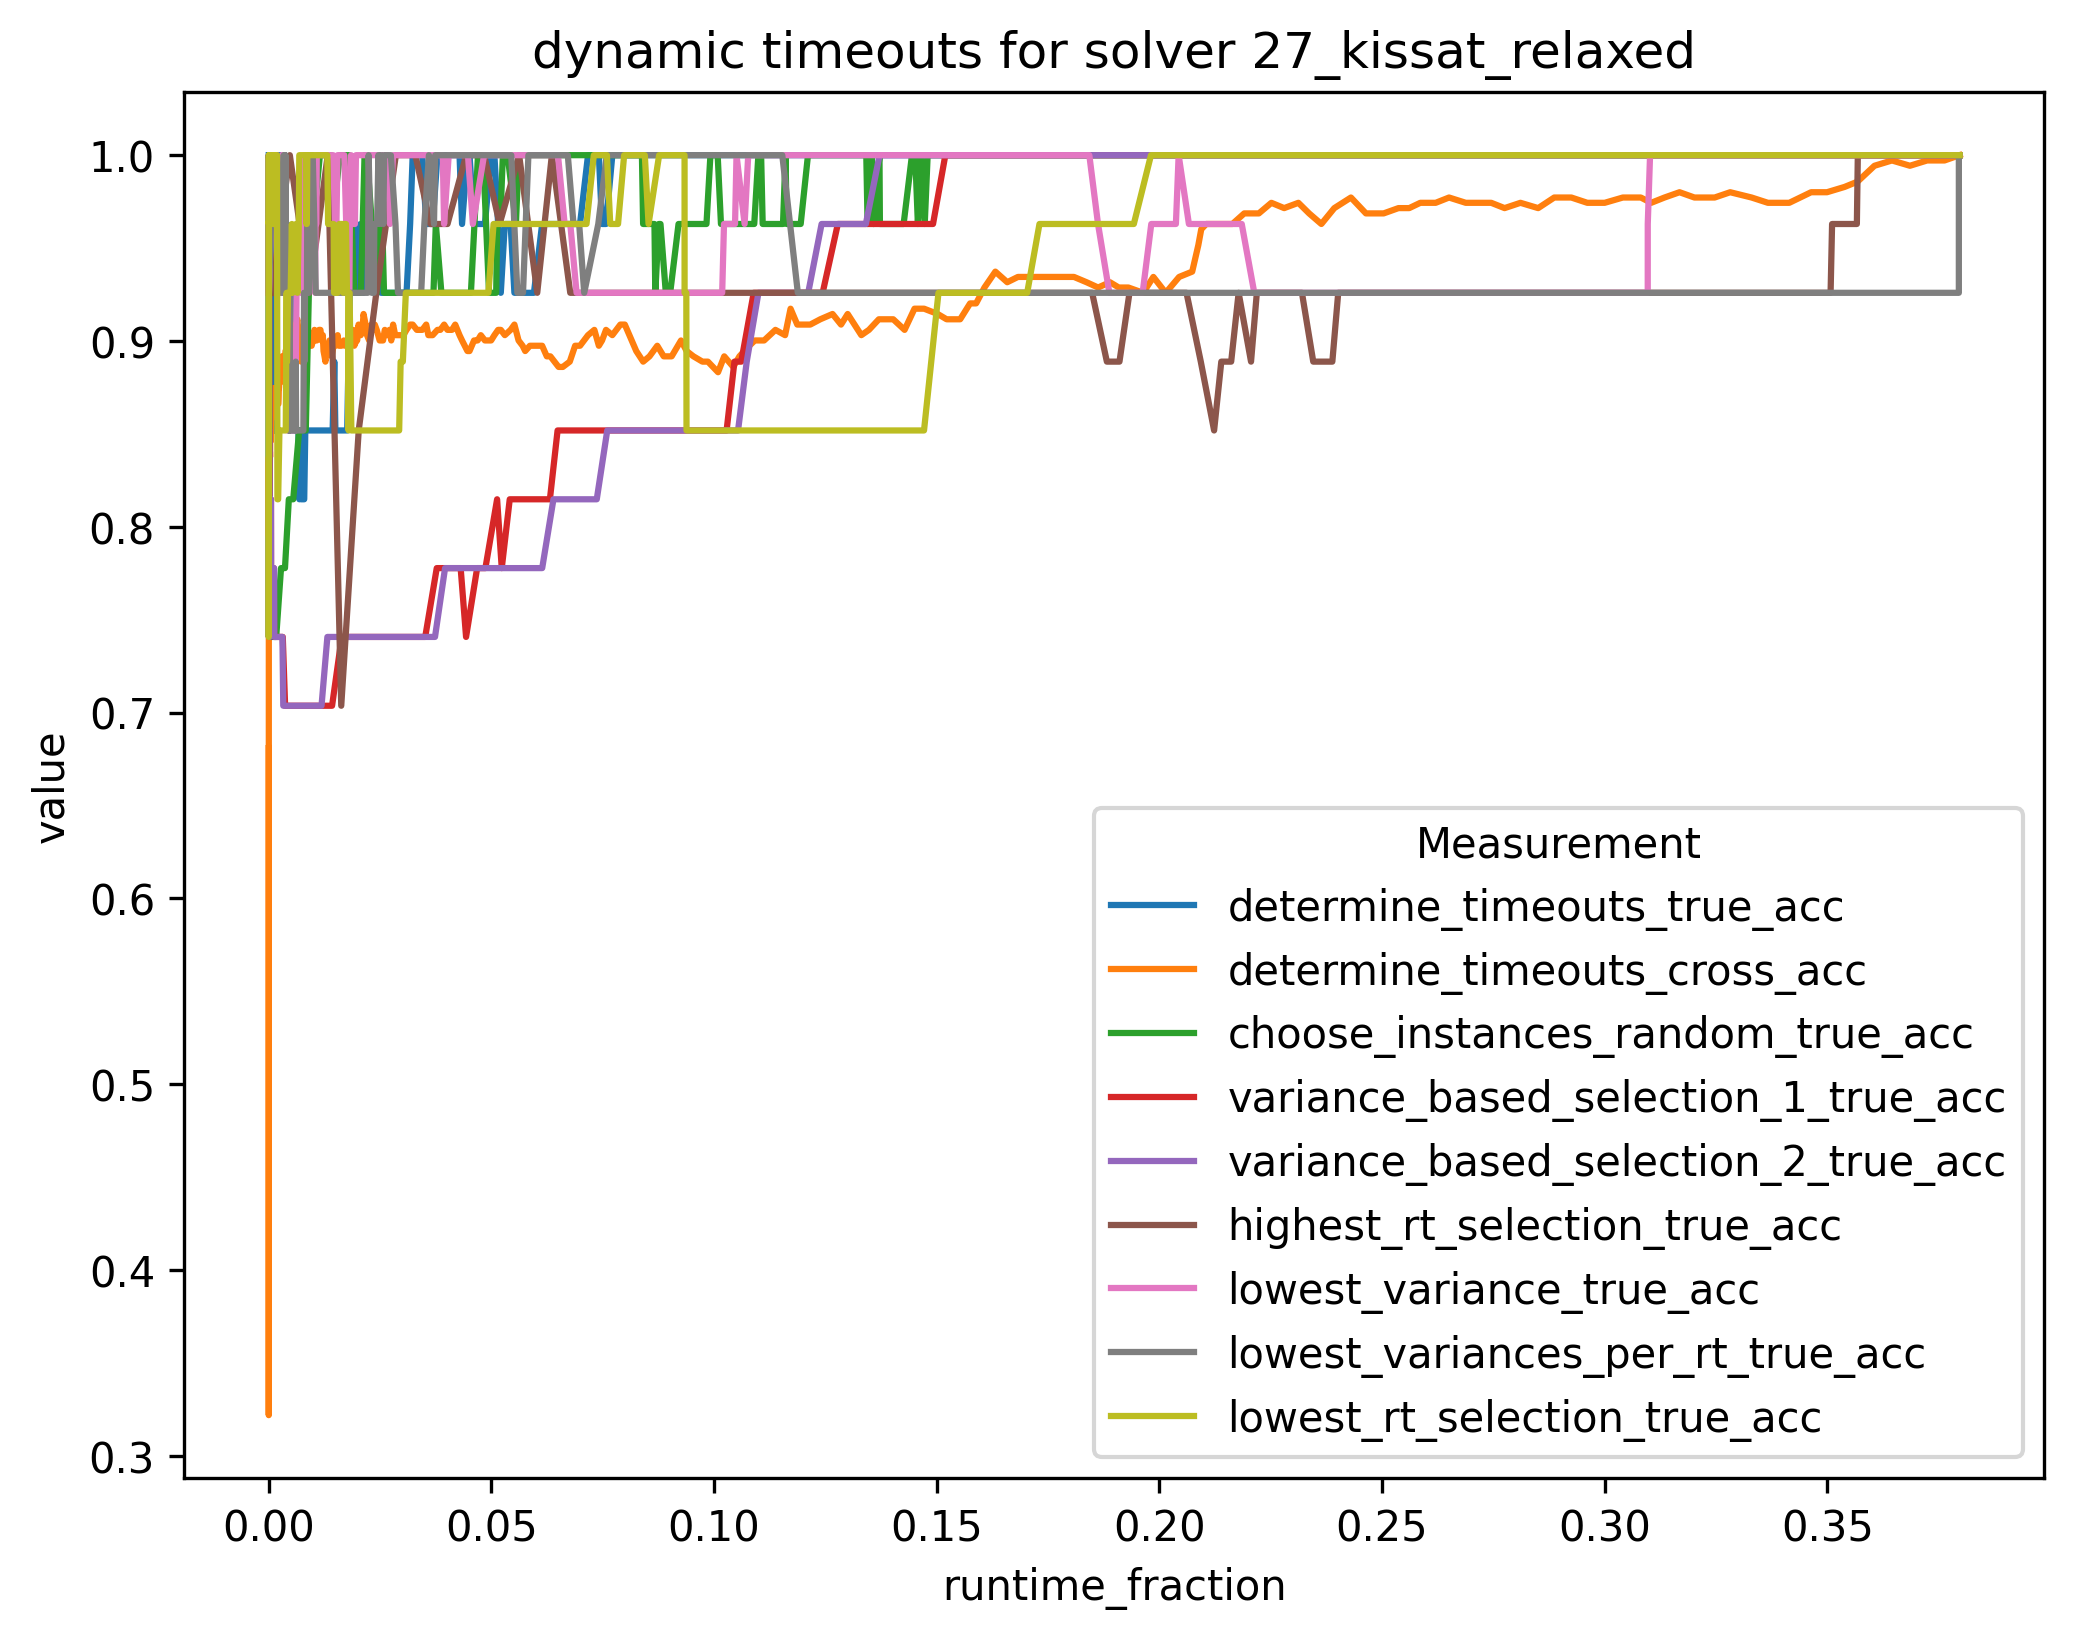 dynamic timeouts for solver 27_kissat_relaxed
1.0
0.9
0.8
0.7
0.6
0.5
0.4
0.3
value
Measurement
determine_timeouts_true_acc
determine_timeouts_cross_acc
choose_instances_random_true_acc
variance_based_selection_1_true_acc
variance_based_selection_2_true_acc
highest_rt_selection_true_acc
lowest_variance_true_acc
lowest_variances_per_rt_true_acc
lowest_rt_selection_true_acc
0.00 0.05 0.10 0.15 0.20 0.25 0.30 0.35
runtime_fraction